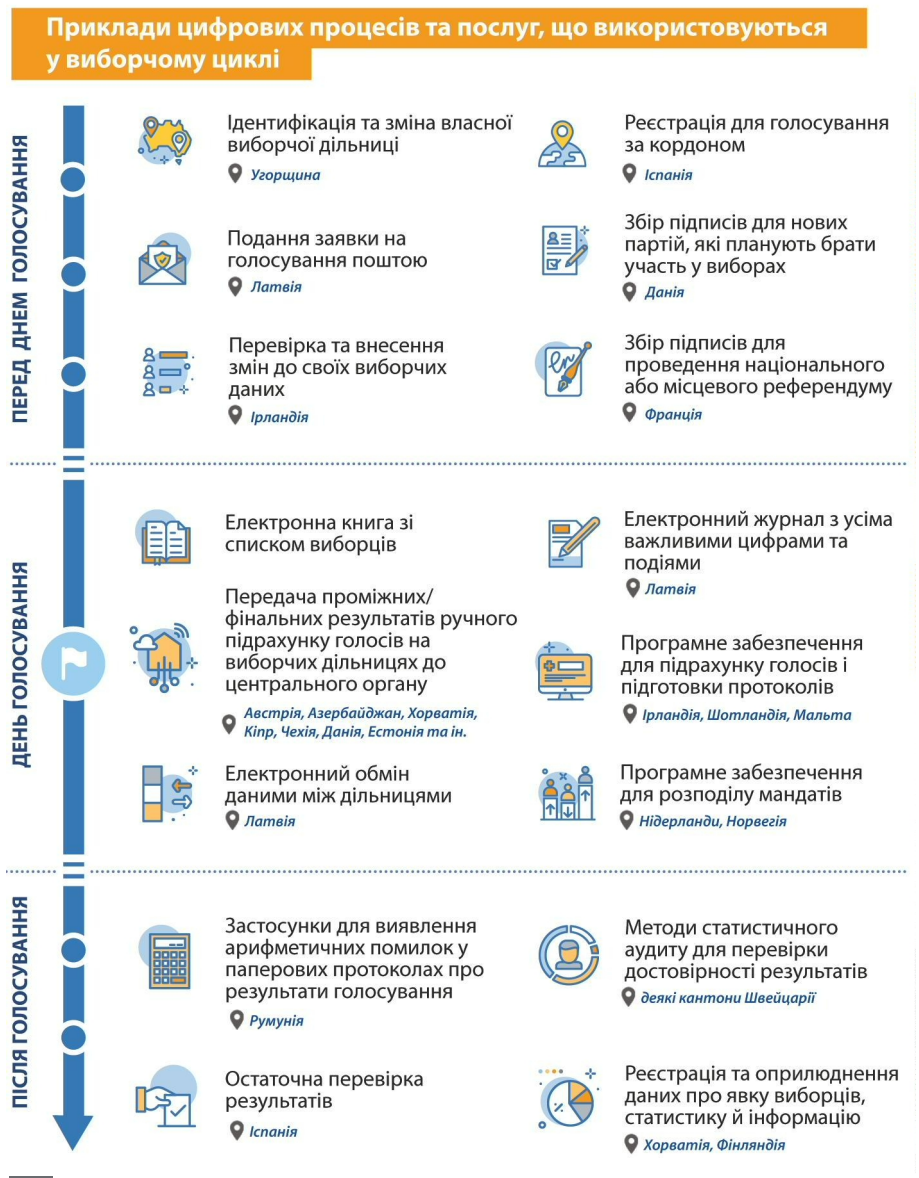 Приклади цифрових процесів та послуг, що використовуються
у виборчому циклі
ПЕРЕД ДНЕМ ГОЛОСУВАННЯ
Ідентифікація та зміна власної
виборчої дільниці
Угорщина
Реєстрація для голосування
за кордоном
Іспанія
Подання заявки на
голосування поштою
Латвія
Збір підписів для нових
партій, які планують брати
участь у виборах
Данія
Перевірка та внесення
змін до своїх виборчих
даних
Ірландія
Збір підписів для
проведення національного
або місцевого референдуму
Франція
ДЕНЬ ГОЛОСУВАННЯ
Електронна книга зі
списком виборців
Електронний журнал з усіма
важливими цифрами та
подіями
Латвія
Передача проміжних/
фінальних результатів ручного
підрахунку голосів на
виборчих дільницях до
центрального органу
Австрія, Азербайджан, Хорватія,
Кіпр, Чехія, Данія, Естонія та ін.
Програмне забезпечення
для підрахунку голосів і
підготовки протоколів
Ірландія, Шотландія, Мальта
Електронний обмін
даними між дільницями
Латвія
Програмне забезпечення
для розподілу мандатів
Нідерланди, Норвегія
ПІСЛЯ ГОЛОСУВАННЯ
Застосунки для виявлення
арифметичних помилок у
паперових протоколах про
результати голосування
Румунія
Методи статистичного
аудиту для перевірки
достовірності результатів
деякі кантони Швейцарії
Остаточна перевірка
результатів
Іспанія
Реєстрація та оприлюднення
даних про явку виборців,
статистику й інформацію
Хорватія, Фінляндія